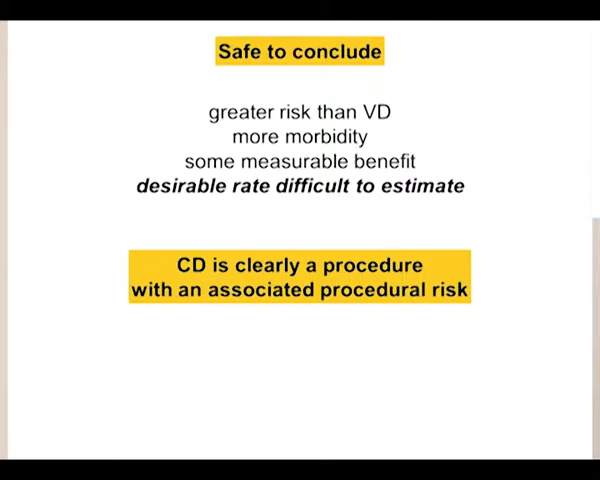 Safe to conclude
greater risk than VD
more morbidity
some measurable benefit
desirable rate difficult to estimate
CD is clearly a procedure
with an associated procedural risk